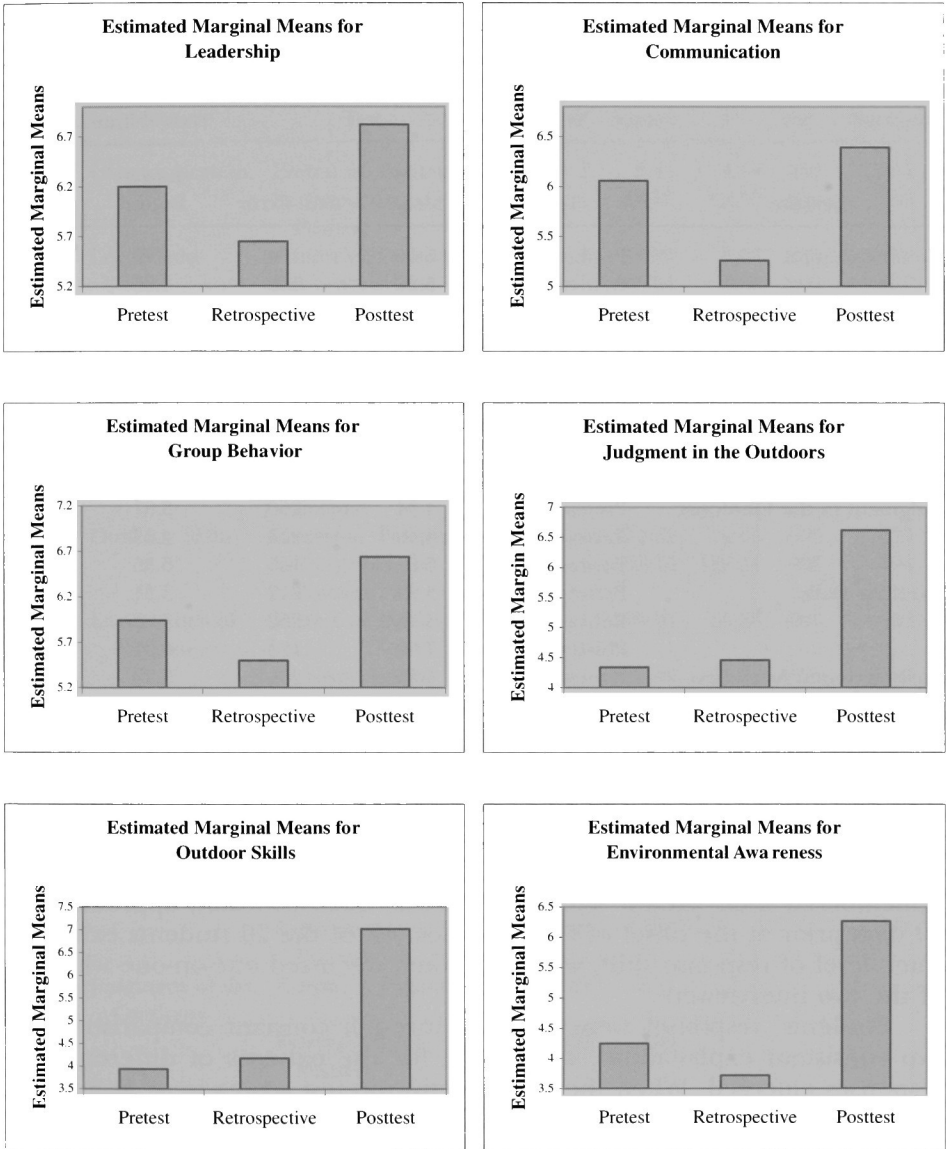 Estimated Marginal Means for
Leadership
Estimated Marginal Means
6.7
6.2
5.7
5.2
Pretest Retrospective Posttest
Estimated Marginal Means for
Communication
Estimated Marginal Means
6.5
6
5.5
5
Pretest Retrospective Posttest
Estimated Marginal Means for
Group Behavior
Estimated Marginal Means
7.2
6.7
6.2
5.7
5.2
Pretest Retrospective Posttest
Estimated Marginal Means for
Judgment in the Outdoors
Estimated Margin Means
7
6.5
6
5.5
5
4.5
4
Pretest Retrospective Posttest
Estimated Marginal Means for
Outdoor Skills
Estimated Marginal Means
7.5
7
6.5
6
5.5
5
4.5
4
3.5
Pretest Retrospective Posttest
Estimated Marginal Means for
Environmental Awa reness
Estimated Marginal Means
6.5
6
5.5
5
4.5
4
3.5
Pretest Retrospective Posttest